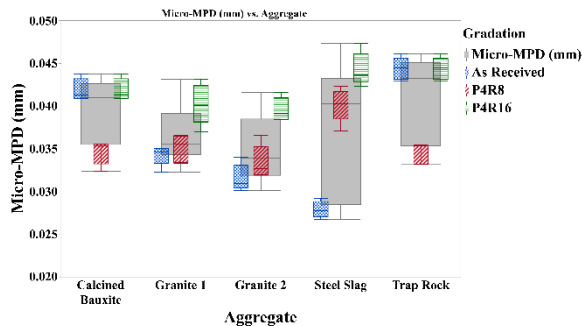 Micro-MPD (mm) vs. Aggregate
Gradation
Micro-MPD (mm)
As Received
P4R8
P4R16
Micro-MPD (mm)
0.050
0.045
0.040
0.035
0.030
0.025
0.020
Calcined Bauxite
Granite 1
Granite 2
Steel Slag
Trap Rock
Aggregate